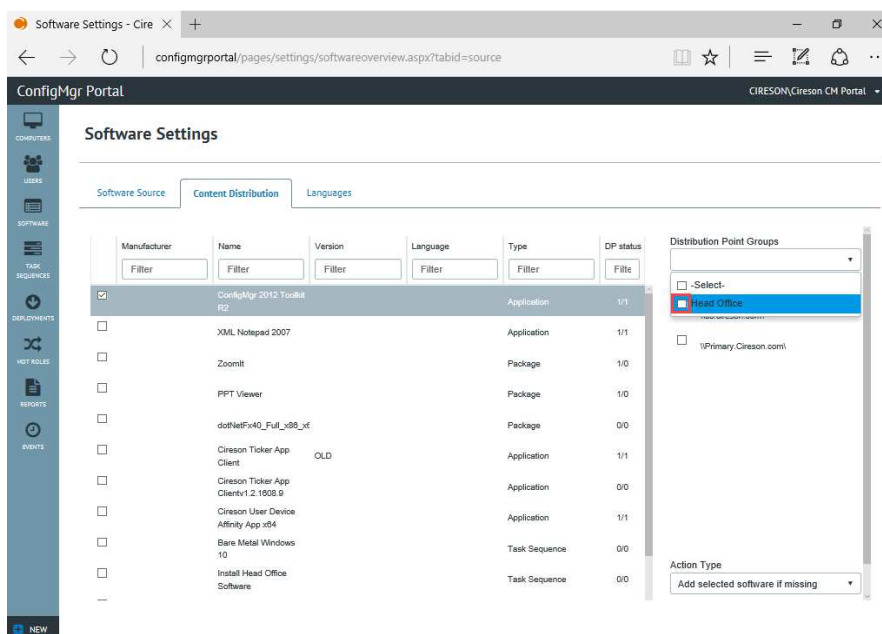 Software Settings - Cire
configmgrportal/pages/settings/softwareoverview.aspx?tabid=source
ConfigMgr Portal
CIRESON\Cireson CM Portal
COMPUTERS
USERS
SOFTWARE
TASK
SEQUENCES
DEPLOYMENTS
HOT ROLES
REPORTS
EVENTS
NEW
Software Settings
Software Source Content Distribution Languages
Manufacturer Name Version Language Type DP status
Filter Filter Filter Filter Filter Filte
ConfigMgr 2012 Toolkit
R2 Application 1/1
XML Notepad 2007 Application 1/1
ZoomIt Package 1/0
PPT Viewer Package 1/0
dotNetFx40_Full_x86_x6 Package 0/0
Cireson Ticker App
Client OLD Application 1/1
Cireson Ticker App
Clientv1.2.1608.9 Application 0/0
Cireson User Device
Affinity App x64 Application 1/1
Bare Metal Windows
10 Task Sequence 0/0
Install Head Office
Software Task Sequence 0/0
Distribution Point Groups
-Select-
Head Office
\\Primary.Cireson.com\
Action Type
Add selected software if missing